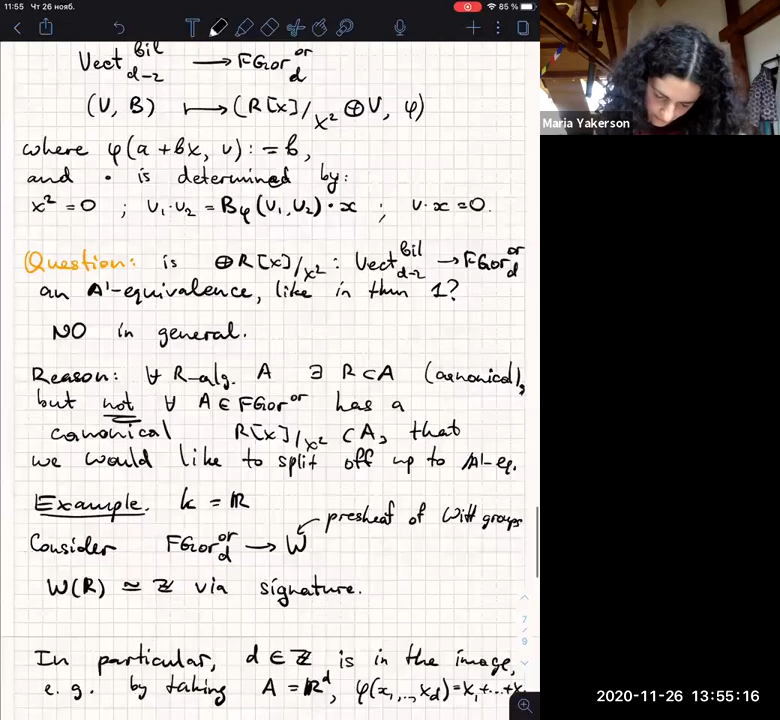 11:55 Чт 26 нояб.
85 %
Vect^{bil}_{d-2} ⟶ FGor^{or}_d
(V, B) ⟼ (R[x]/x² ⊕ V, φ)
where φ(a + bx, v) := b,
and · is determined by:
x² = 0 ; v₁·v₂ = B_φ(v₁, v₂)·x ; v·x = 0.
Question: is ⊕R[x]/x² : Vect^{bil}_{d-2} → FGor^{or}_d
an A¹-equivalence, like in thm 1?
NO in general.
Reason: ∀ R-alg. A ∃ R ⊂ A (canonical),
but not ∀ A ∈ FGor^{or} has a
canonical R[x]/x² ⊂ A, that
we would like to split off up to A¹-eq.
Example. k = ℝ
presheaf of Witt groups
Consider FGor^{or}_d ⟶ W
W(ℝ) ≃ ℤ via signature.
7 / 9
In particular, d ∈ ℤ is in the image,
e.g. by taking A = ℝ^d, φ(x₁,..,x_d) = x₁+...+x
Maria Yakerson
2020-11-26 13:55:16